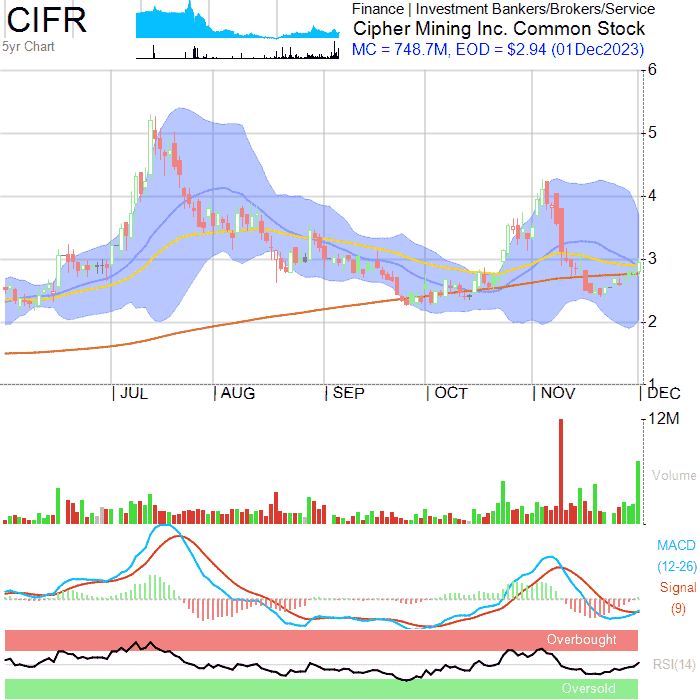 CIFR
5yr Chart
Finance | Investment Bankers/Brokers/Service
Cipher Mining Inc. Common Stock
MC = 748.7M, EOD = $2.94 (01Dec2023)
6
5
4
3
2
1
JUL AUG SEP OCT NOV DEC
12M
Volume
MACD
(12-26)
Signal
(9)
Overbought
RSI(14)
Oversold